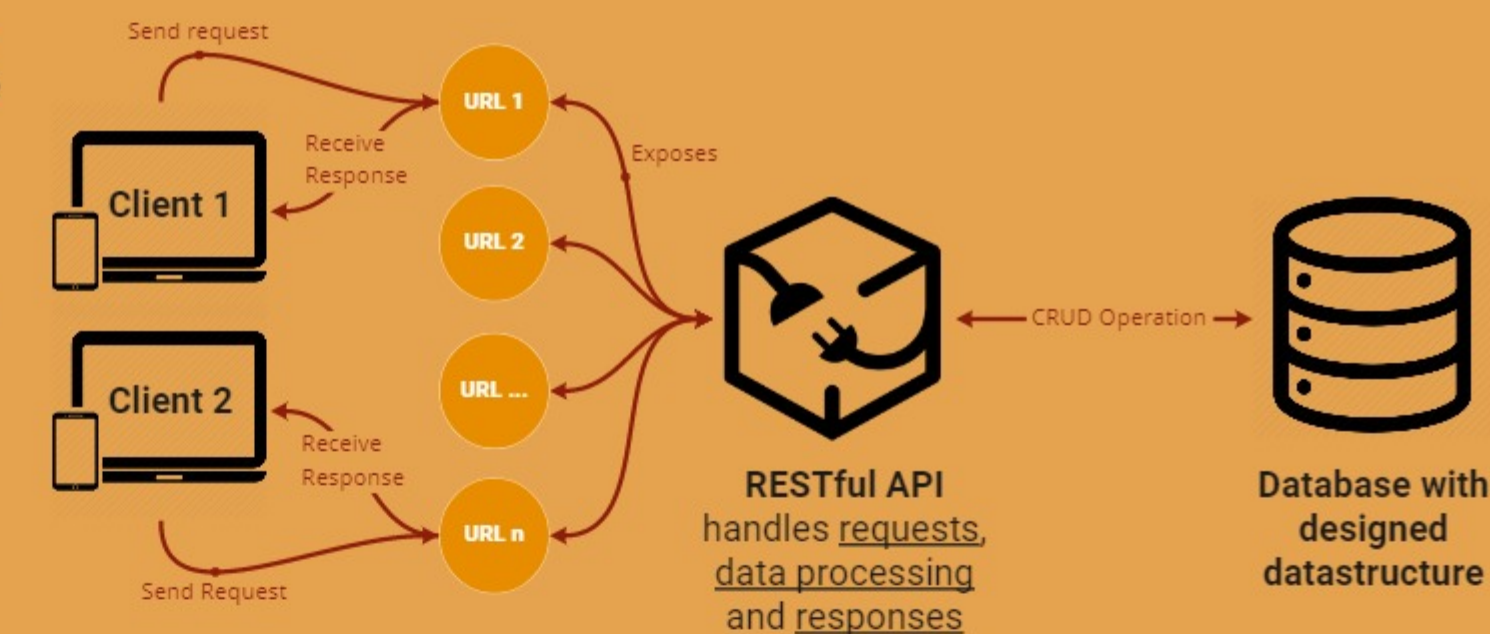 Send request
URL 1
Receive
Response
Exposes
Client 1
URL 2
CRUD Operation
URL ...
Client 2
Receive
Response
URL n
Send Request
RESTful API
handles requests,
data processing
and responses
Database with
designed
datastructure